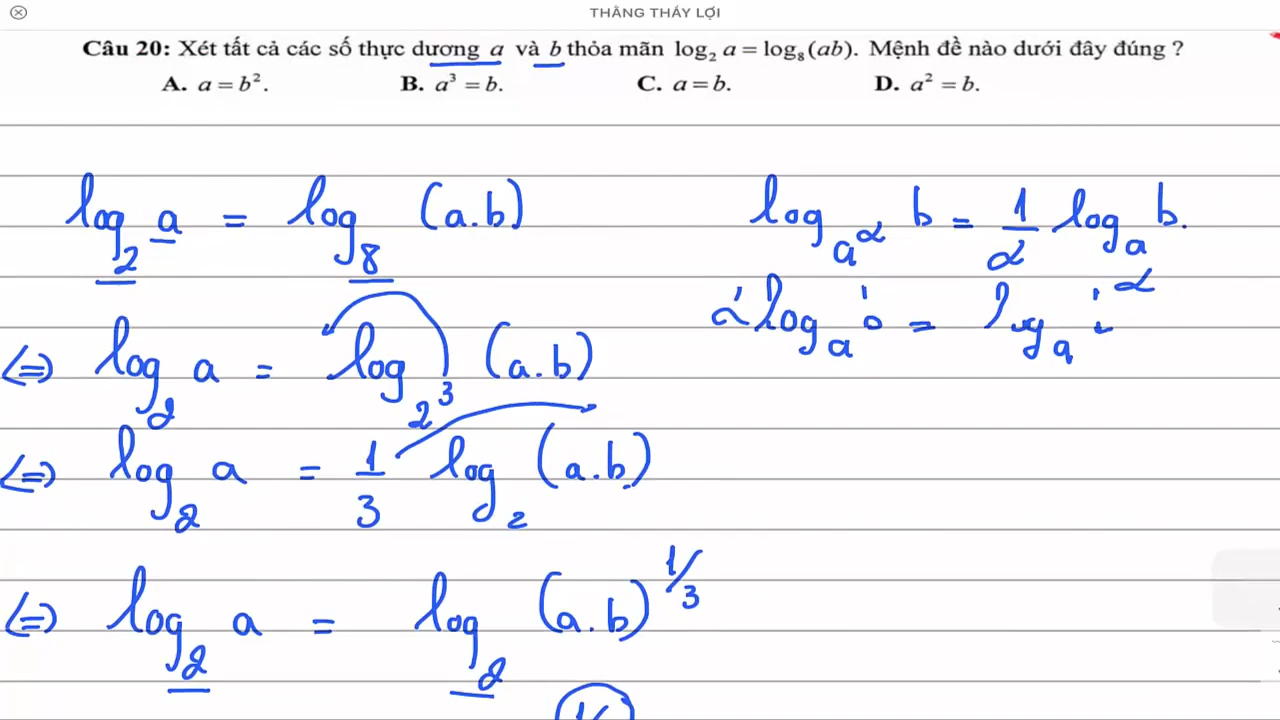 THẦNG THÁY LỢI
Câu 20: Xét tất cả các số thực dương a và b thỏa mãn log₂ a = log₈(ab). Mệnh đề nào dưới đây đúng ?
A. a = b². B. a³ = b. C. a = b. D. a² = b.
log₂ a = log₈ (a.b)
⇔ log₂ a = log_{2³} (a.b)
⇔ log₂ a = 1/3 log₂ (a.b)
⇔ log₂ a = log₂ (a.b)^{1/3}
log_{a^α} b = 1/α log_a b.